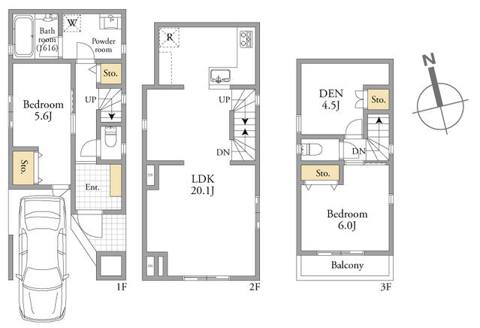 Bath
room
(1616)
W
Powder
room
Sto.
Bedroom
5.6J
UP
Sto.
Ent.
1F
R
UP
DN
LDK
20.1J
2F
DEN
4.5J
Sto.
DN
Sto.
Bedroom
6.0J
Balcony
3F
N